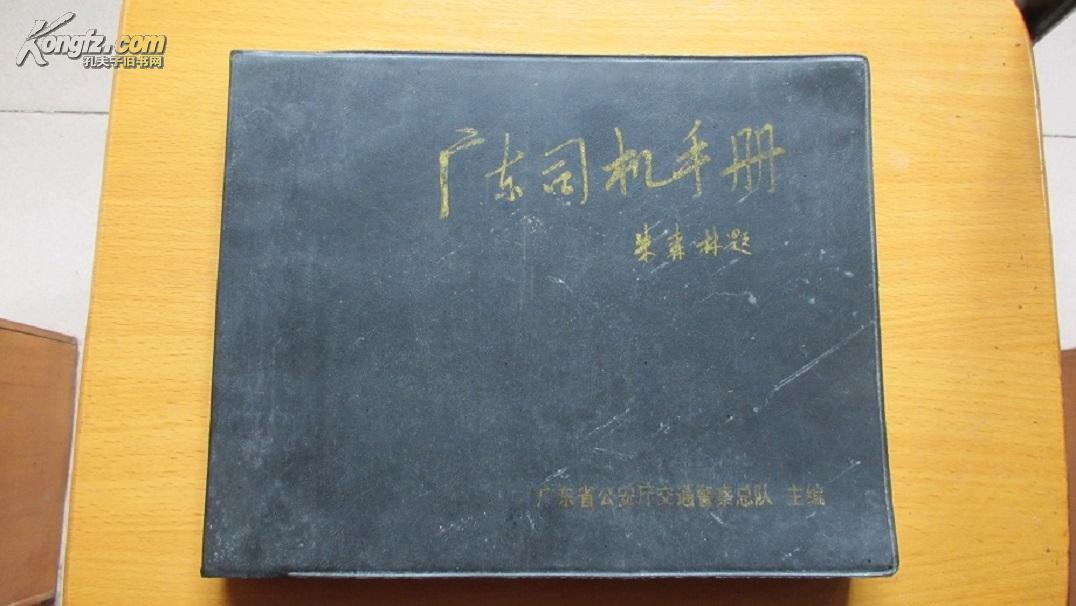 Kongfz.com
孔夫子旧书网
广东司机手册
朱森林题
广东省公安厅交通警察总队 主编